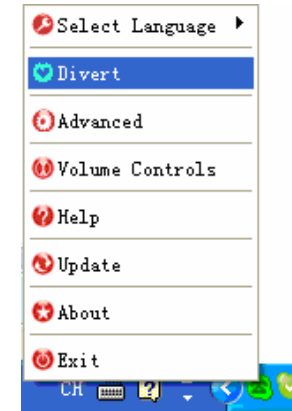 Select Language
Divert
Advanced
Volume Controls
Help
Update
About
Exit
CH